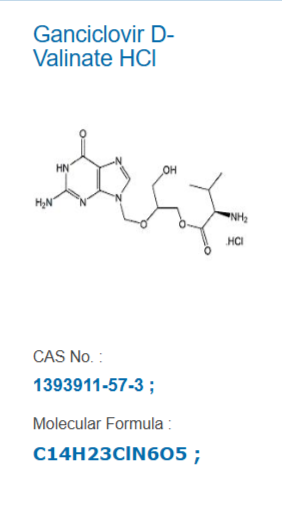 Ganciclovir D-
Valinate HCl
O
HN
N
OH
H₂N
N
N
NH₂
O
O
.HCl
O
CAS No. :
1393911-57-3 ;
Molecular Formula :
C14H23ClN6O5 ;